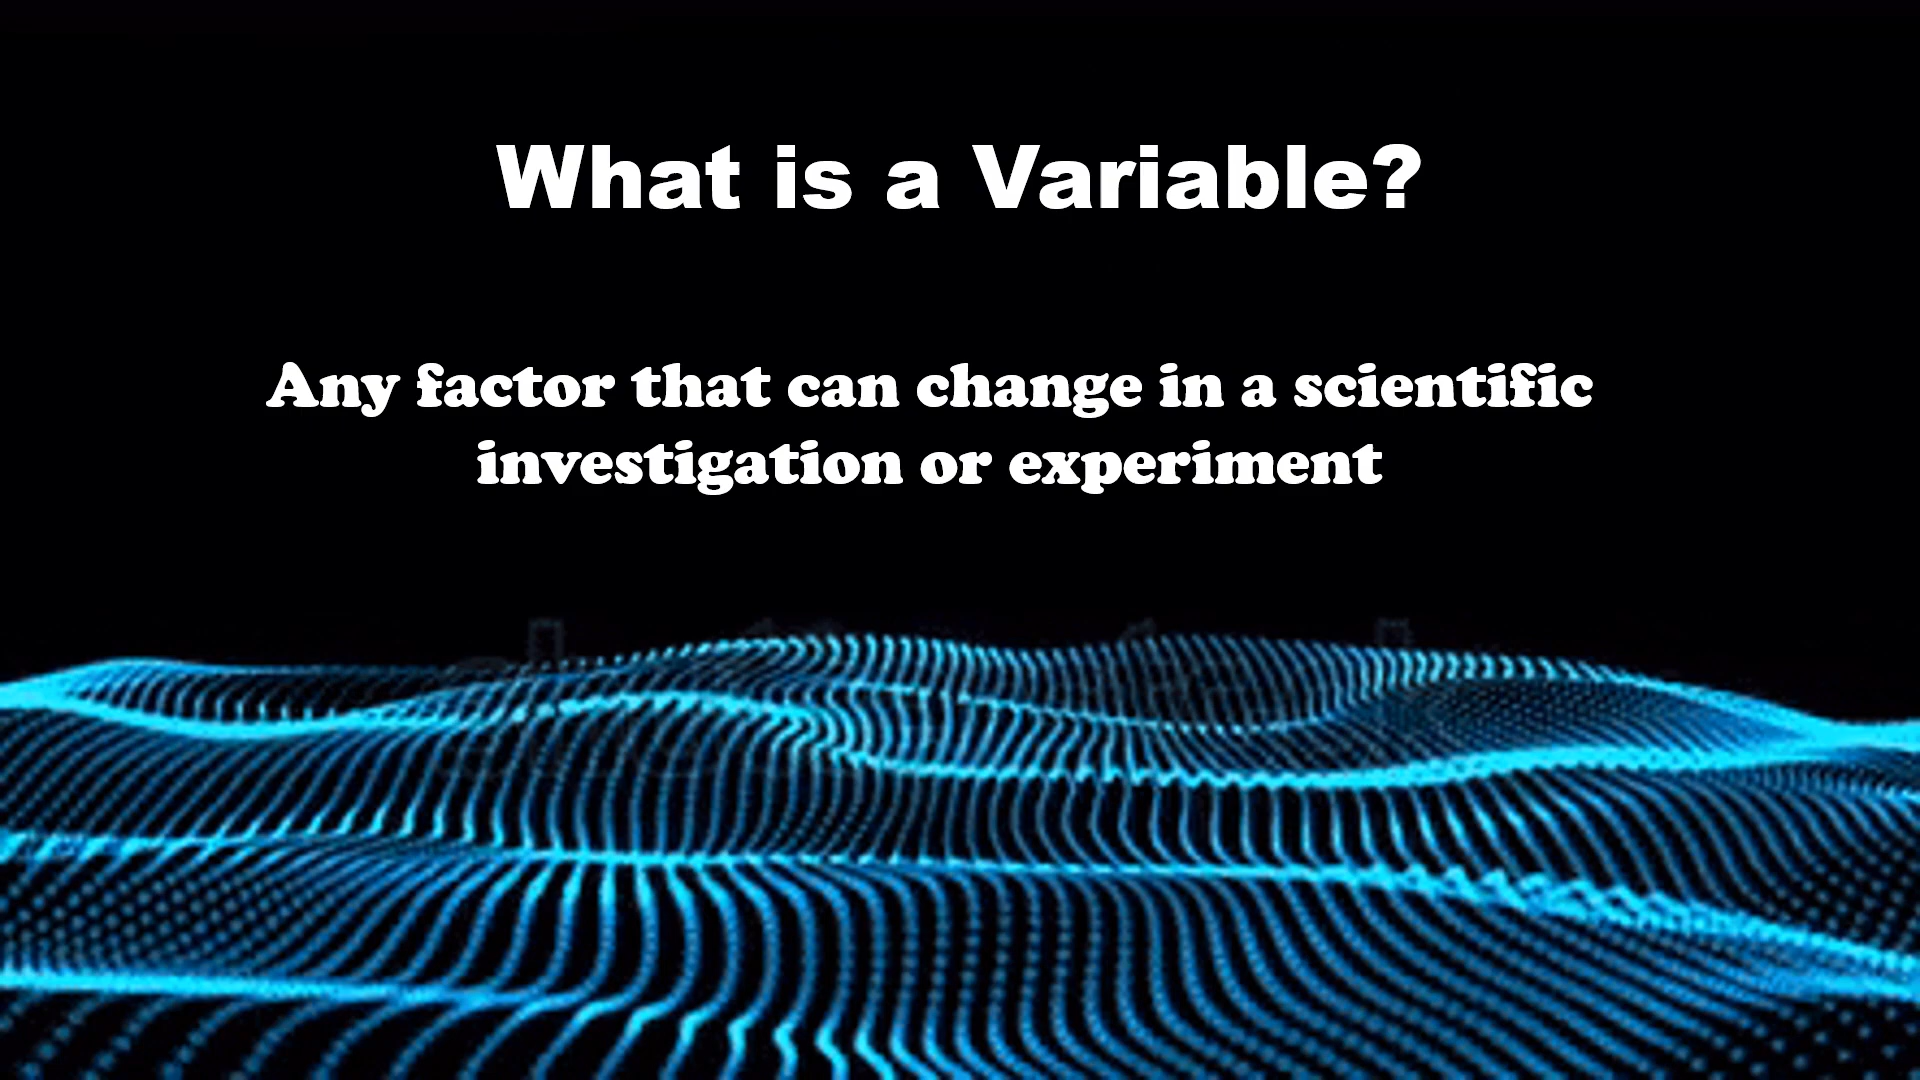 What is a Variable?
Any factor that can change in a scientific
investigation or experiment